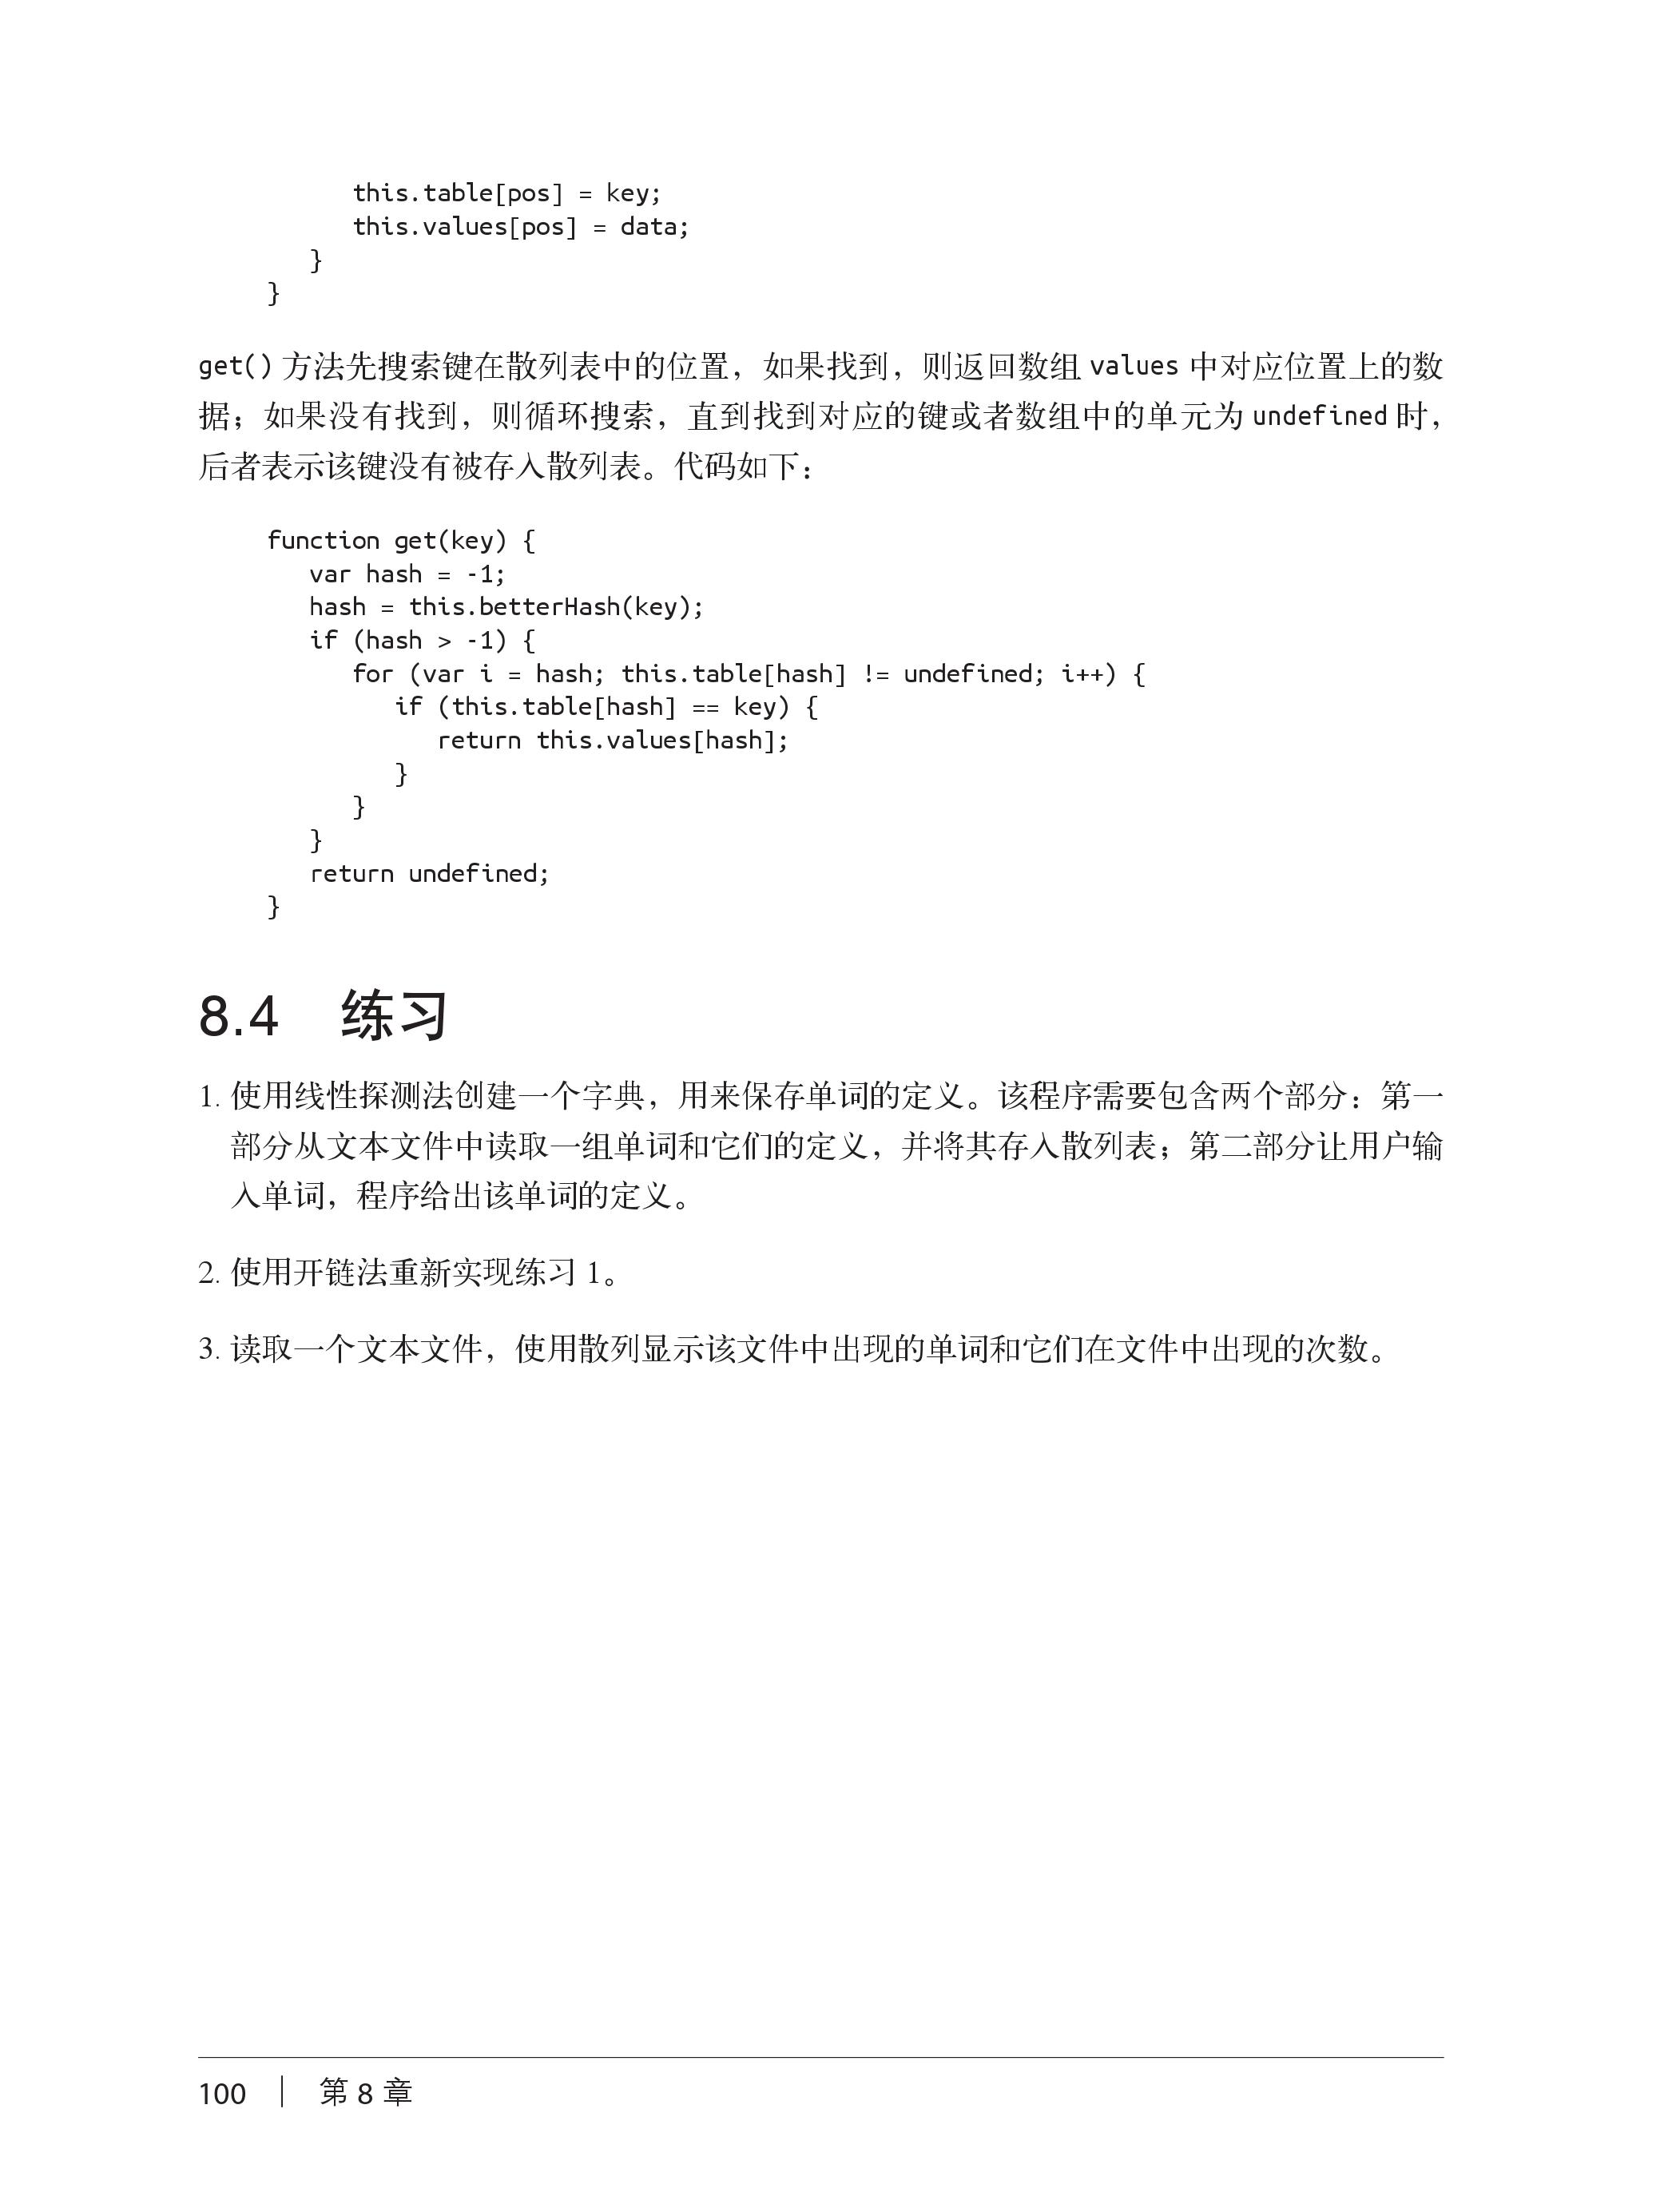 this.table[pos] = key;
this.values[pos] = data;
}
}
get() 方法先搜索键在散列表中的位置，如果找到，则返回数组 values 中对应位置上的数
据；如果没有找到，则循环搜索，直到找到对应的键或者数组中的单元为 undefined 时，
后者表示该键没有被存入散列表。代码如下：
function get(key) {
var hash = -1;
hash = this.betterHash(key);
if (hash > -1) {
for (var i = hash; this.table[hash] != undefined; i++) {
if (this.table[hash] == key) {
return this.values[hash];
}
}
}
return undefined;
}
8.4 练习
1. 使用线性探测法创建一个字典，用来保存单词的定义。该程序需要包含两个部分：第一
部分从文本文件中读取一组单词和它们的定义，并将其存入散列表；第二部分让用户输
入单词，程序给出该单词的定义。
2. 使用开链法重新实现练习 1。
3. 读取一个文本文件，使用散列显示该文件中出现的单词和它们在文件中出现的次数。
100 | 第 8 章